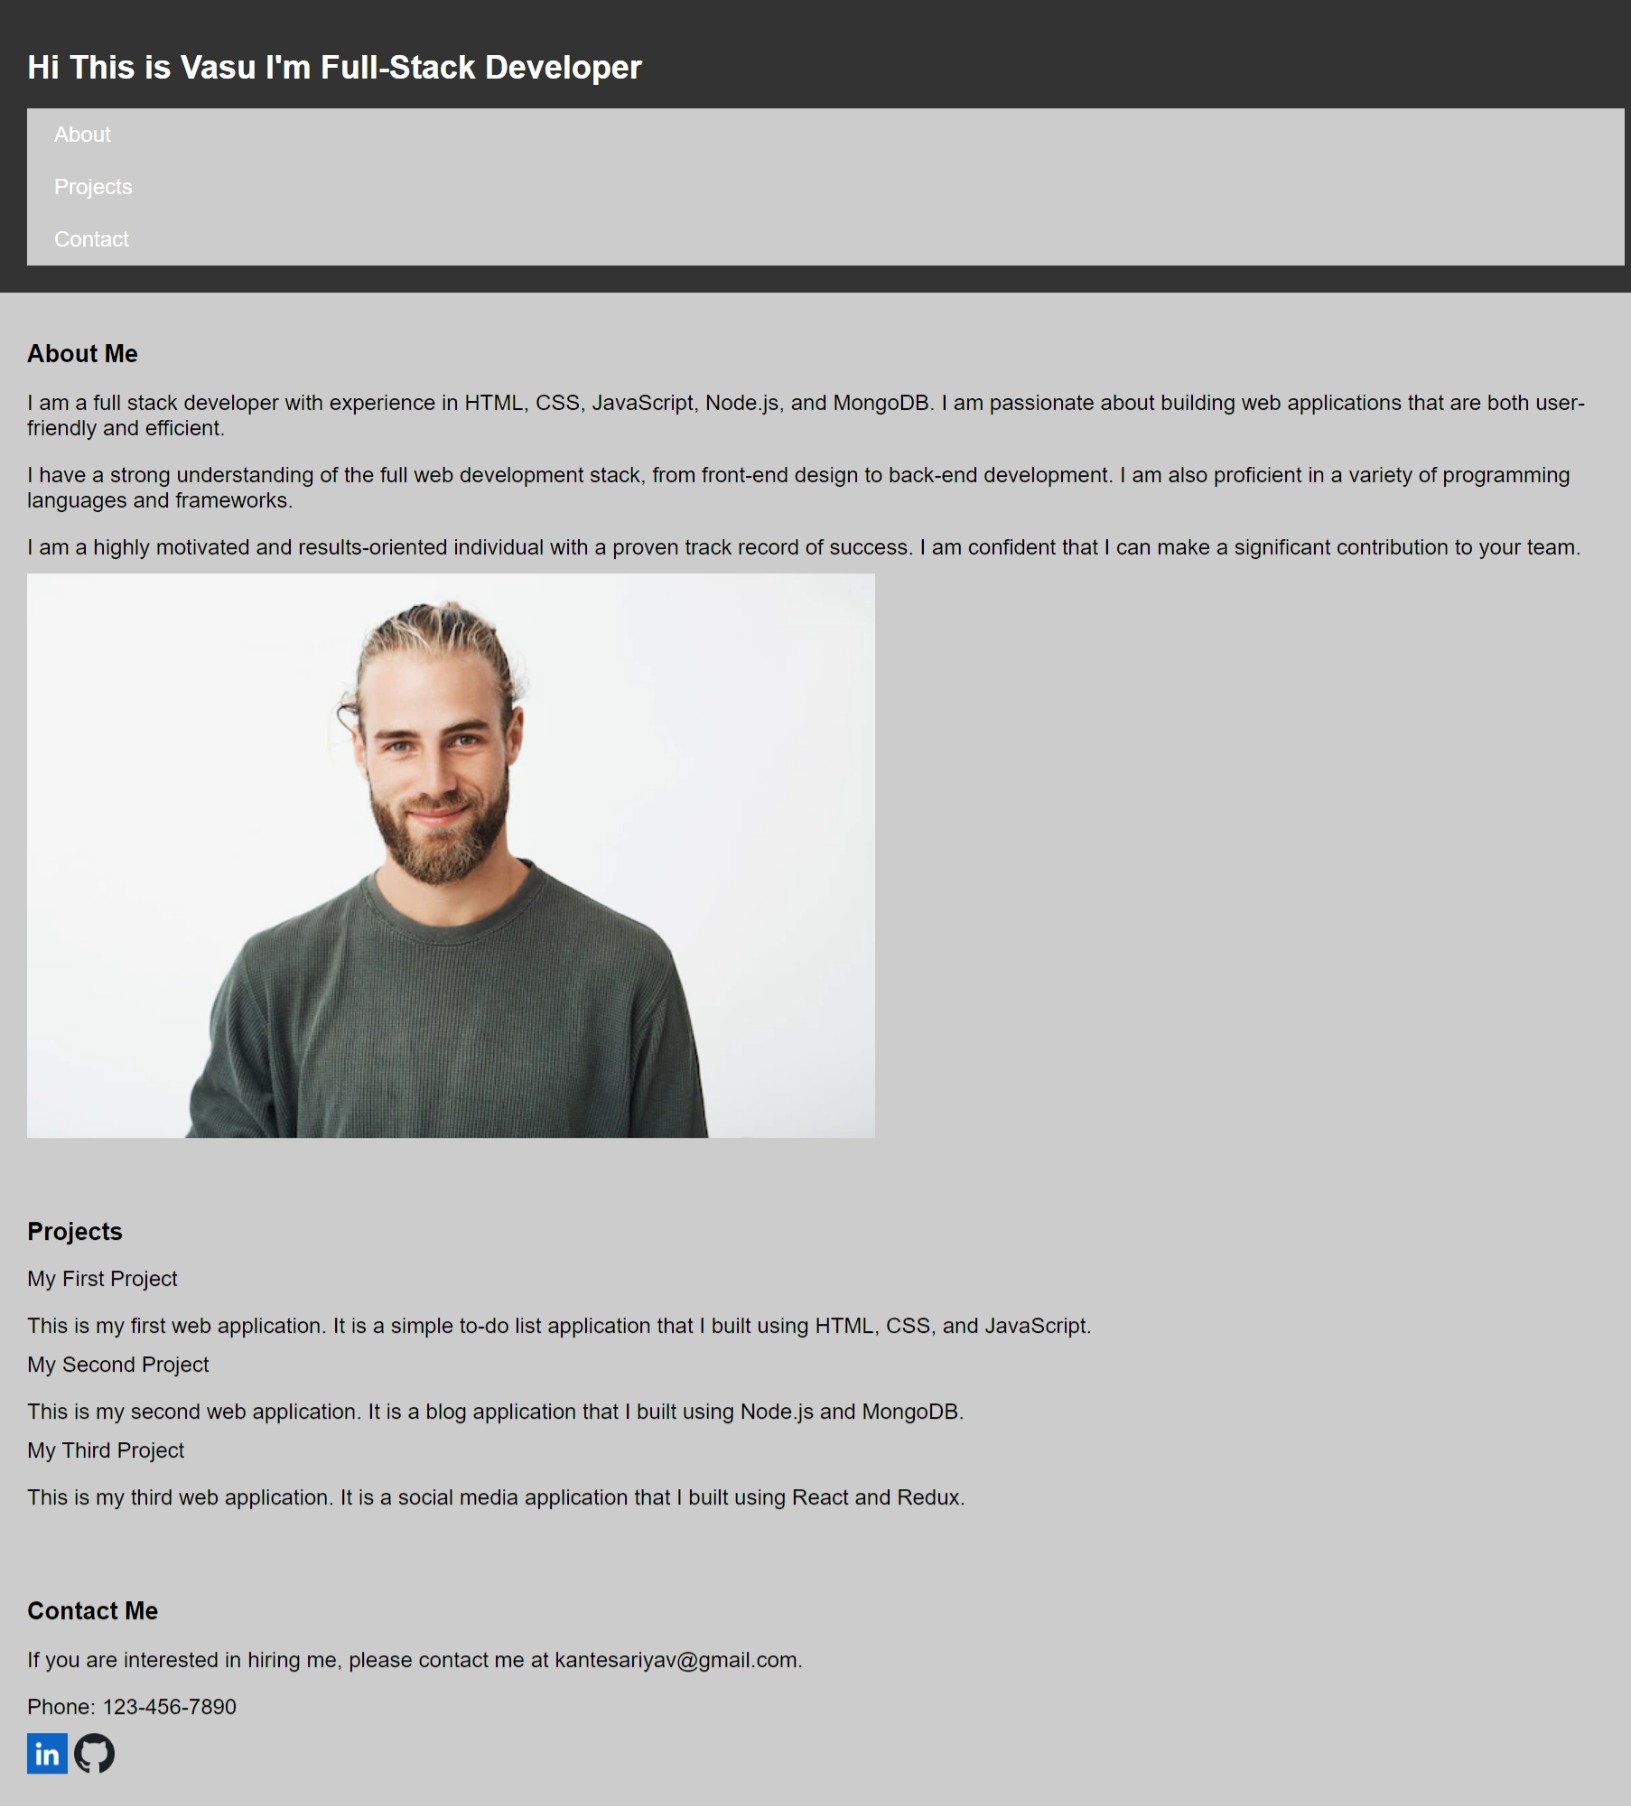 Hi This is Vasu I'm Full-Stack Developer
About
Projects
Contact
About Me
I am a full stack developer with experience in HTML, CSS, JavaScript, Node.js, and MongoDB. I am passionate about building web applications that are both user-
friendly and efficient.
I have a strong understanding of the full web development stack, from front-end design to back-end development. I am also proficient in a variety of programming
languages and frameworks.
I am a highly motivated and results-oriented individual with a proven track record of success. I am confident that I can make a significant contribution to your team.
Projects
My First Project
This is my first web application. It is a simple to-do list application that I built using HTML, CSS, and JavaScript.
My Second Project
This is my second web application. It is a blog application that I built using Node.js and MongoDB.
My Third Project
This is my third web application. It is a social media application that I built using React and Redux.
Contact Me
If you are interested in hiring me, please contact me at kantesariyav@gmail.com.
Phone: 123-456-7890
in